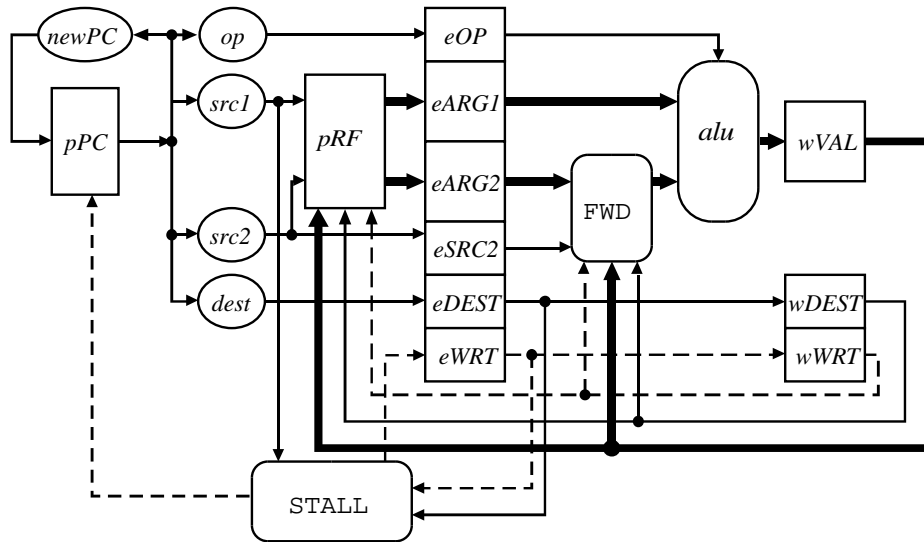 newPC
op
eOP
src1
eARG1
pPC
pRF
alu
wVAL
eARG2
FWD
src2
eSRC2
dest
eDEST
wDEST
eWRT
wWRT
STALL